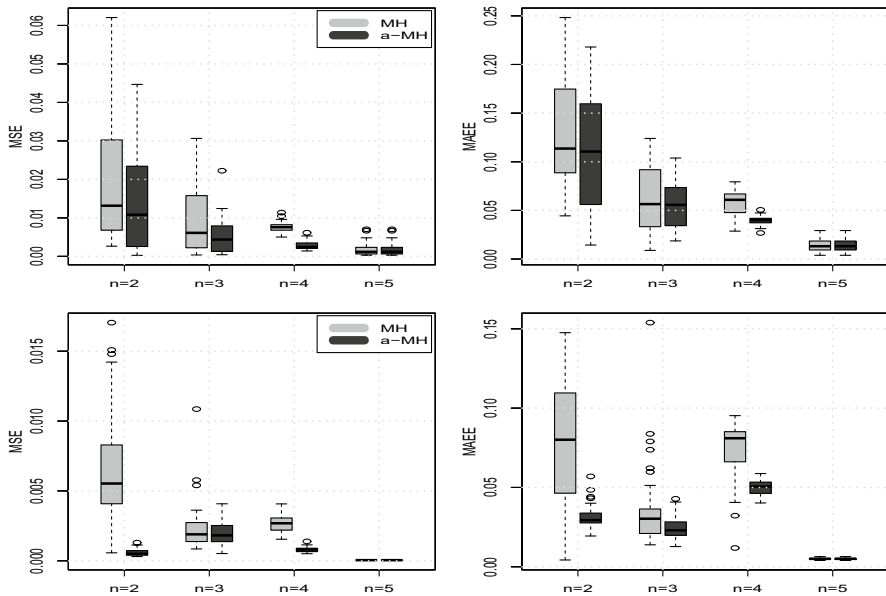 MSE
0.00 0.01 0.02 0.03 0.04 0.05 0.06
MH
a-MH
n=2 n=3 n=4 n=5
MAEE
0.00 0.05 0.10 0.15 0.20 0.25
n=2 n=3 n=4 n=5
MSE
0.000 0.005 0.010 0.015
MH
a-MH
n=2 n=3 n=4 n=5
MAEE
0.00 0.05 0.10 0.15
n=2 n=3 n=4 n=5